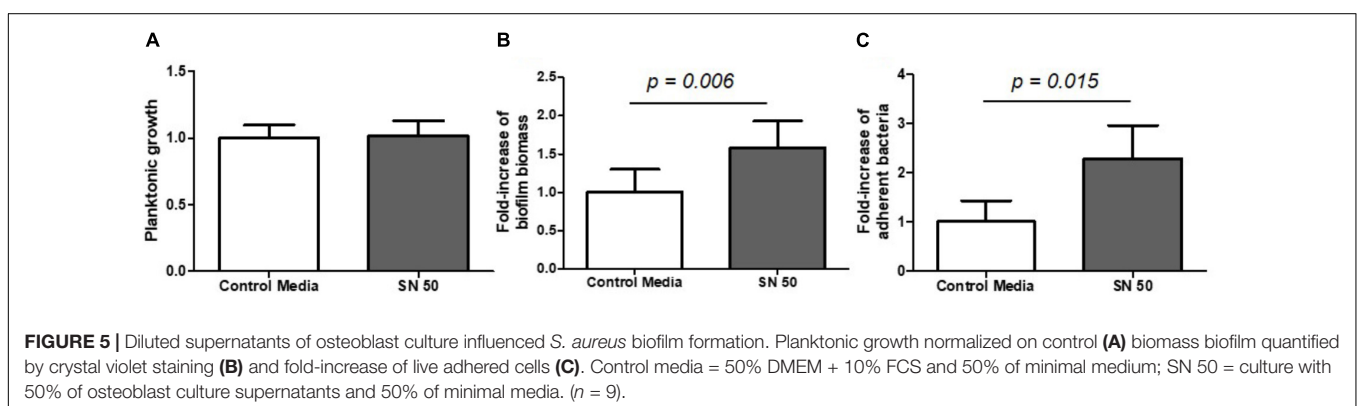 A
Planktonic growth
1.5
1.0
0.5
0.0
Control Media
SN 50
B
Fold-increase of
biofilm biomass
2.5
2.0
1.5
1.0
0.5
0.0
p = 0.006
Control Media
SN 50
C
Fold-increase of
adherent bacteria
4
3
2
1
0
p = 0.015
Control Media
SN 50
FIGURE 5 | Diluted supernatants of osteoblast culture influenced S. aureus biofilm formation. Planktonic growth normalized on control (A) biomass biofilm quantified
by crystal violet staining (B) and fold-increase of live adhered cells (C). Control media = 50% DMEM + 10% FCS and 50% of minimal medium; SN 50 = culture with
50% of osteoblast culture supernatants and 50% of minimal media. (n = 9).